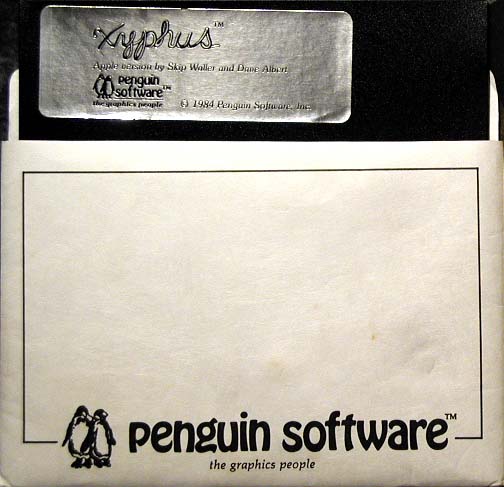 Xyphus™
Apple version by Skip Waller and Dave Albert
penguin
software™
the graphics people © 1984 Penguin Software, Inc.
penguin software™
the graphics people